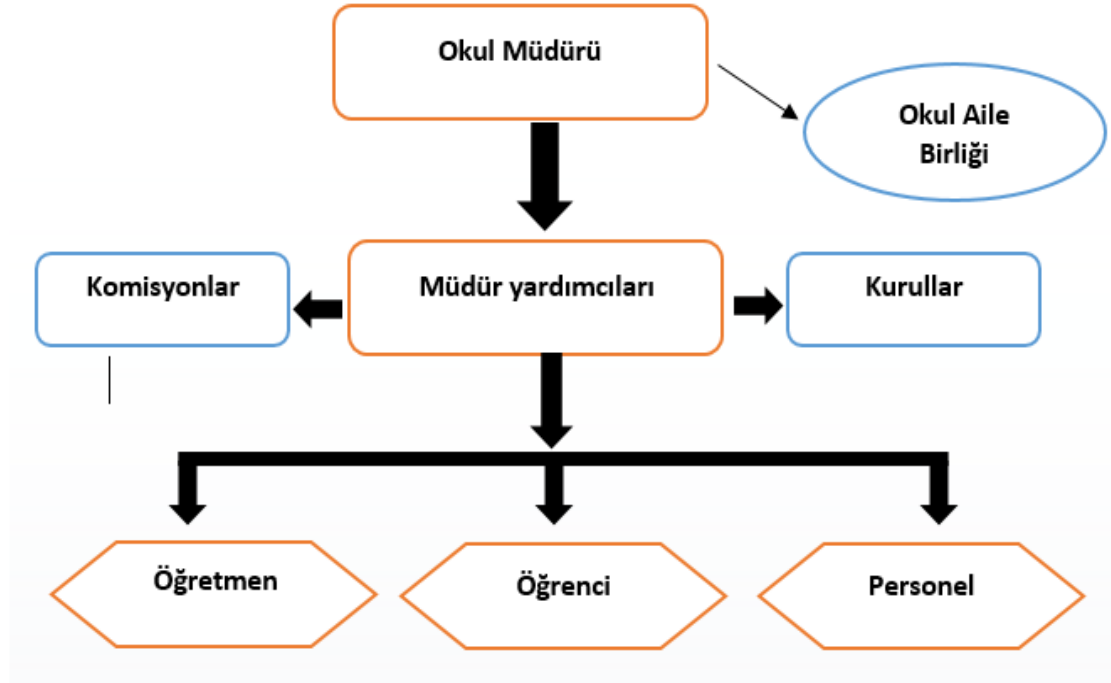 Okul Müdürü
Okul Aile
Birliği
Komisyonlar
Müdür yardımcıları
Kurullar
Öğretmen
Öğrenci
Personel